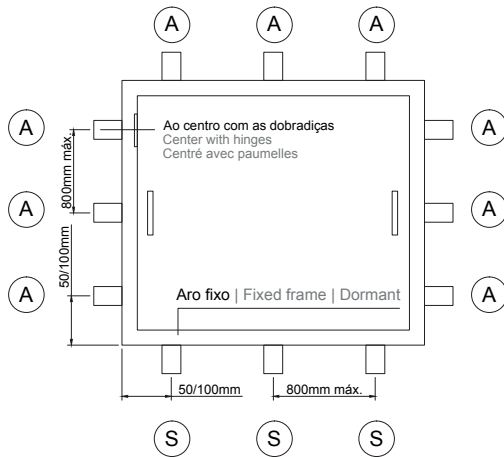 A A A
A A
Ao centro com as dobradiças
Center with hinges
Centré avec paumelles
800mm máx.
A A
50/100mm
A A
Aro fixo | Fixed frame | Dormant
50/100mm 800mm máx.
S S S